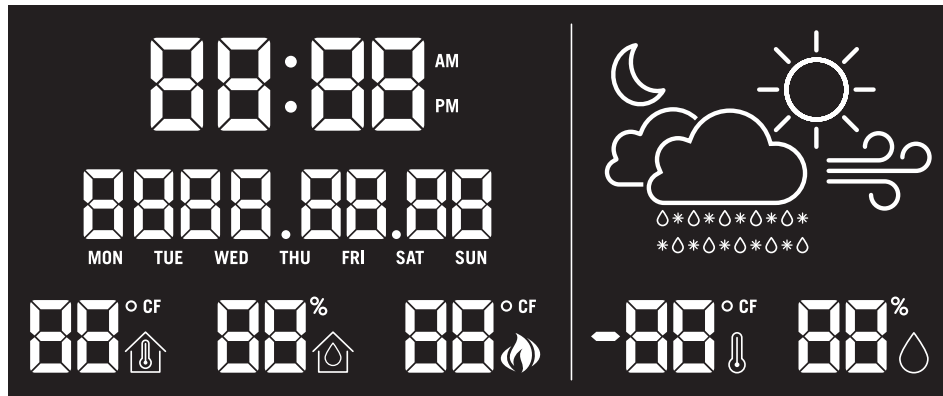 88:88 AM
PM
8888.88.88
MON TUE WED THU FRI SAT SUN
88 ° CF
88 %
88 ° CF
-88 ° CF
88 %